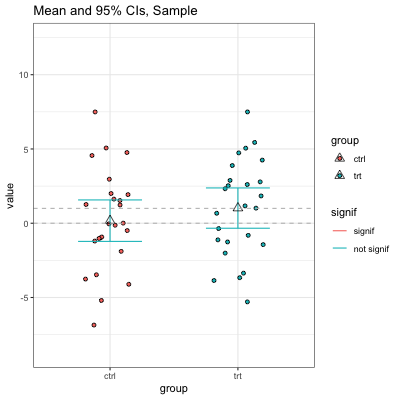 Mean and 95% CIs, Sample
value
10
5
0
-5
ctrl
trt
group
group
ctrl
trt
signif
signif
not signif